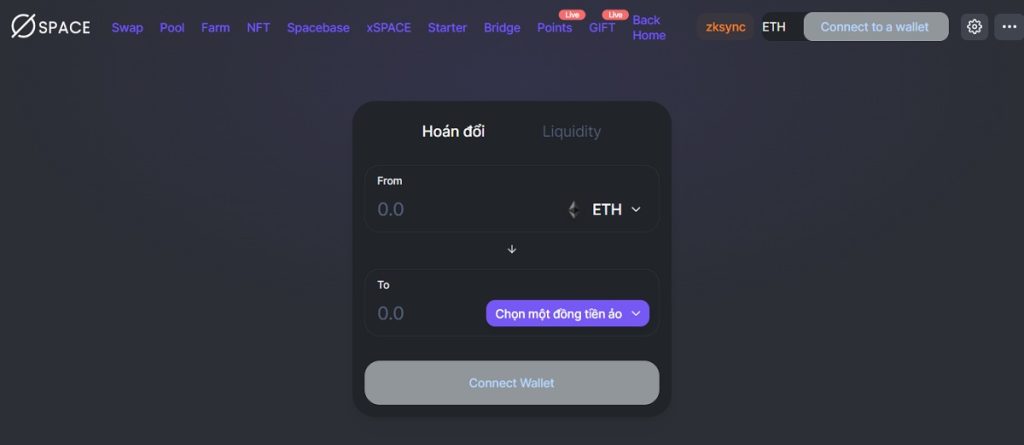 SPACE
Swap Pool Farm NFT Spacebase xSPACE Starter Bridge Points Live GIFT Live Back
Home
zksync ETH Connect to a wallet
Hoán đổi Liquidity
From
0.0 ETH
To
0.0 Chọn một đồng tiền ảo
Connect Wallet